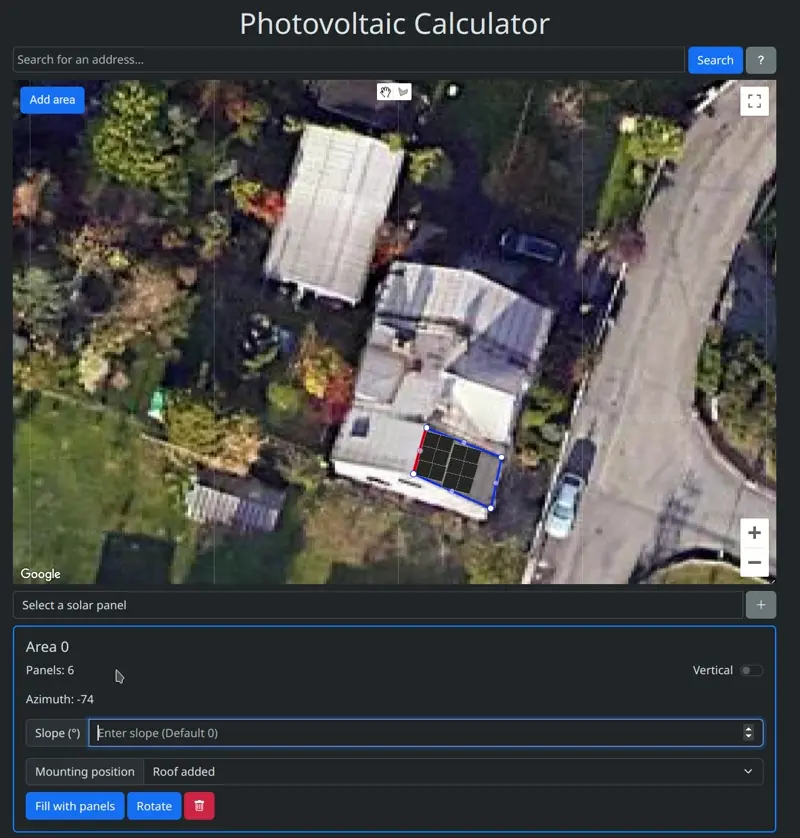 Photovoltaic Calculator
Search for an address...
Search
?
Add area
Google
Select a solar panel
+
Area 0
Panels: 6
Vertical
Azimuth: -74
Slope (°)
Enter slope (Default 0)
Mounting position
Roof added
Fill with panels
Rotate